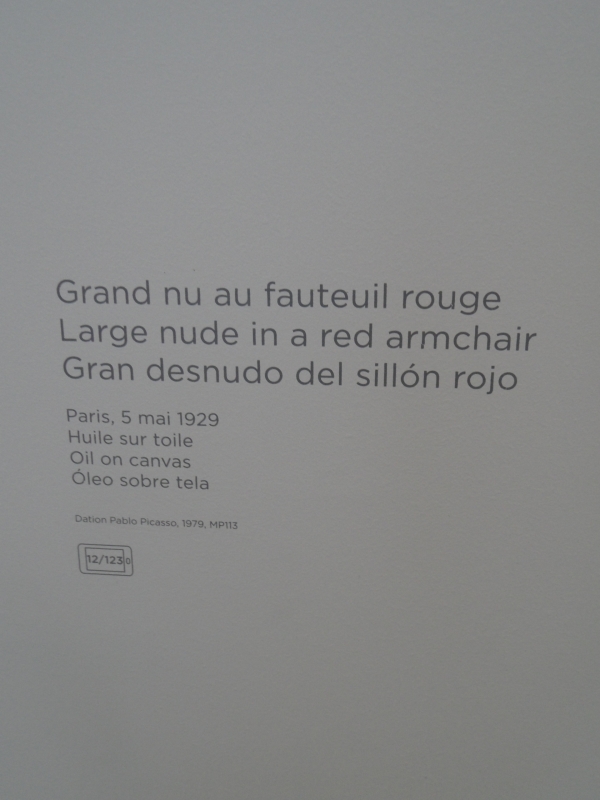 Grand nu au fauteuil rouge
Large nude in a red armchair
Gran desnudo del sillón rojo
Paris, 5 mai 1929
Huile sur toile
Oil on canvas
Óleo sobre tela
Dation Pablo Picasso, 1979, MP113
12/123